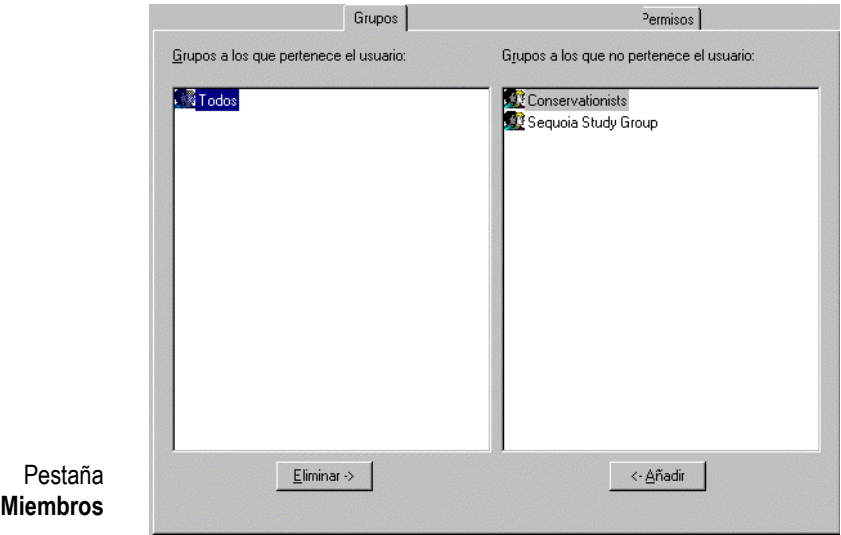 Grupos
Permisos
Grupos a los que pertenece el usuario:
Grupos a los que no pertenece el usuario:
Todos
Conservationists
Sequoia Study Group
Eliminar ->
<- Añadir
Pestaña
Miembros